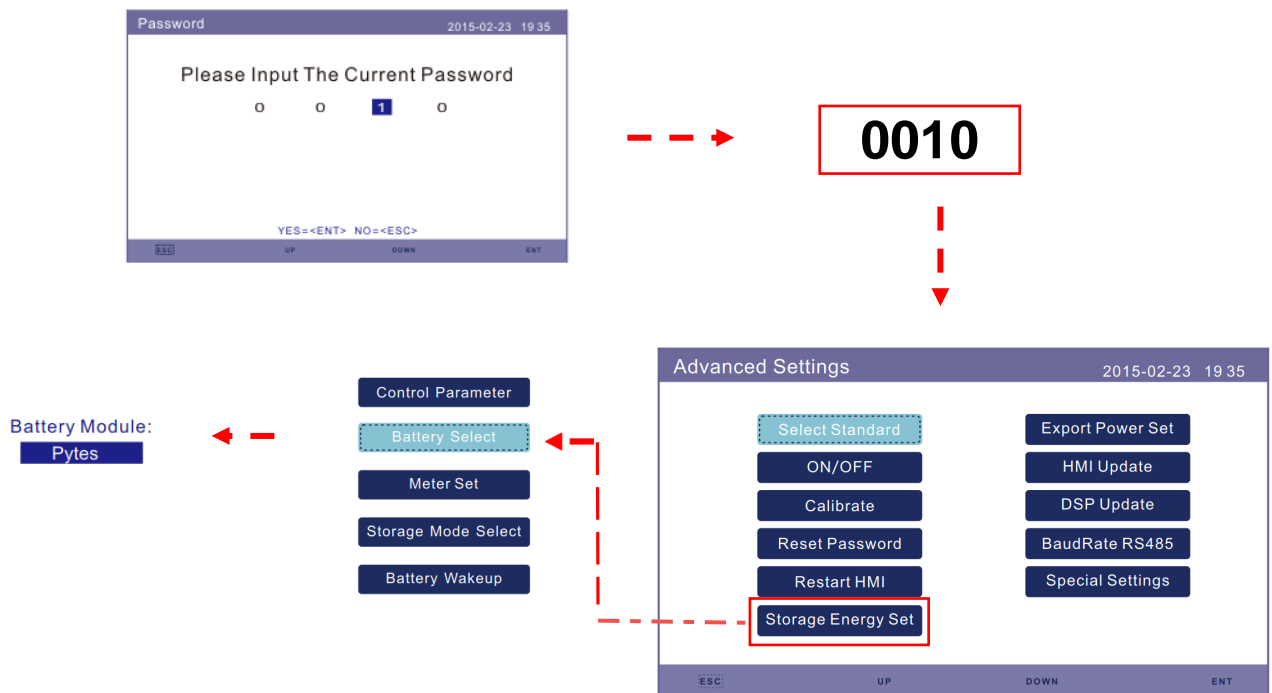 Password 2015-02-23 19 35
Please Input The Current Password
0 0 1 0
YES=<ENT> NO=<ESC>
ESC UP DOWN ENT
0010
Advanced Settings 2015-02-23 19 35
Select Standard Export Power Set
ON/OFF HMI Update
Calibrate DSP Update
Reset Password BaudRate RS485
Restart HMI Special Settings
Storage Energy Set
ESC UP DOWN ENT
Control Parameter
Battery Select
Meter Set
Storage Mode Select
Battery Wakeup
Battery Module:
Pytes